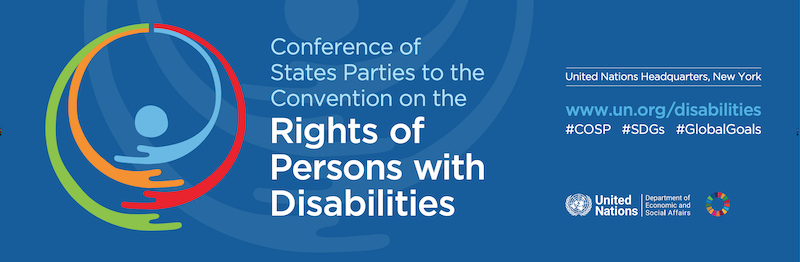 Conference of
States Parties to the
Convention on the
Rights of
Persons with
Disabilities
United Nations Headquarters, New York
www.un.org/disabilities
#COSP #SDGs #GlobalGoals
United
Nations
Department of
Economic and
Social Affairs